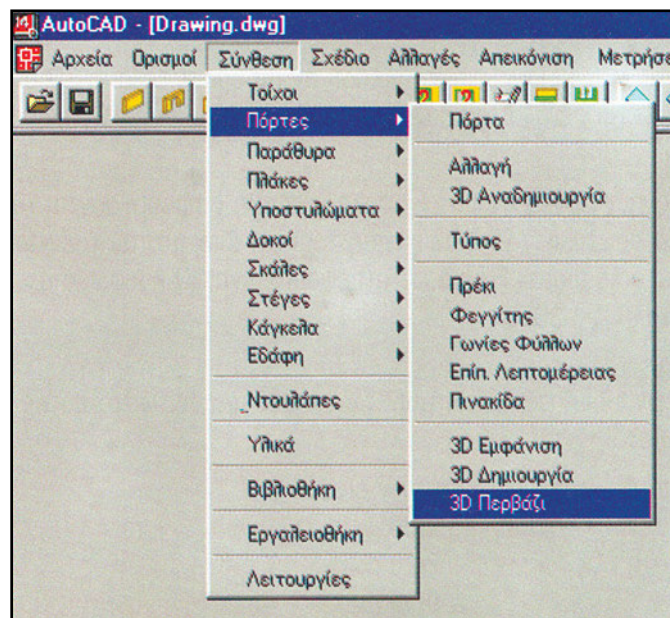 AutoCAD - [Drawing.dwg]
Αρχεία Ορισμοί Σύνθεση Σχέδιο Αλλαγές Απεικόνιση Μετρήσε
Τοίχοι
Πόρτες
Παράθυρα
Πλάκες
Υποστυλώματα
Δοκοί
Σκάλες
Στέγες
Κάγκελα
Εδάφη
Ντουλάπες
Υλικά
Βιβλιοθήκη
Εργαλειοθήκη
Λειτουργίες
Πόρτα
Αλλαγή
3D Αναδημιουργία
Τύπος
Πρέκι
Φεγγίτης
Γωνίες Φύλλων
Επίπ. Λεπτομέρειας
Πινακίδα
3D Εμφάνιση
3D Δημιουργία
3D Περβάζι